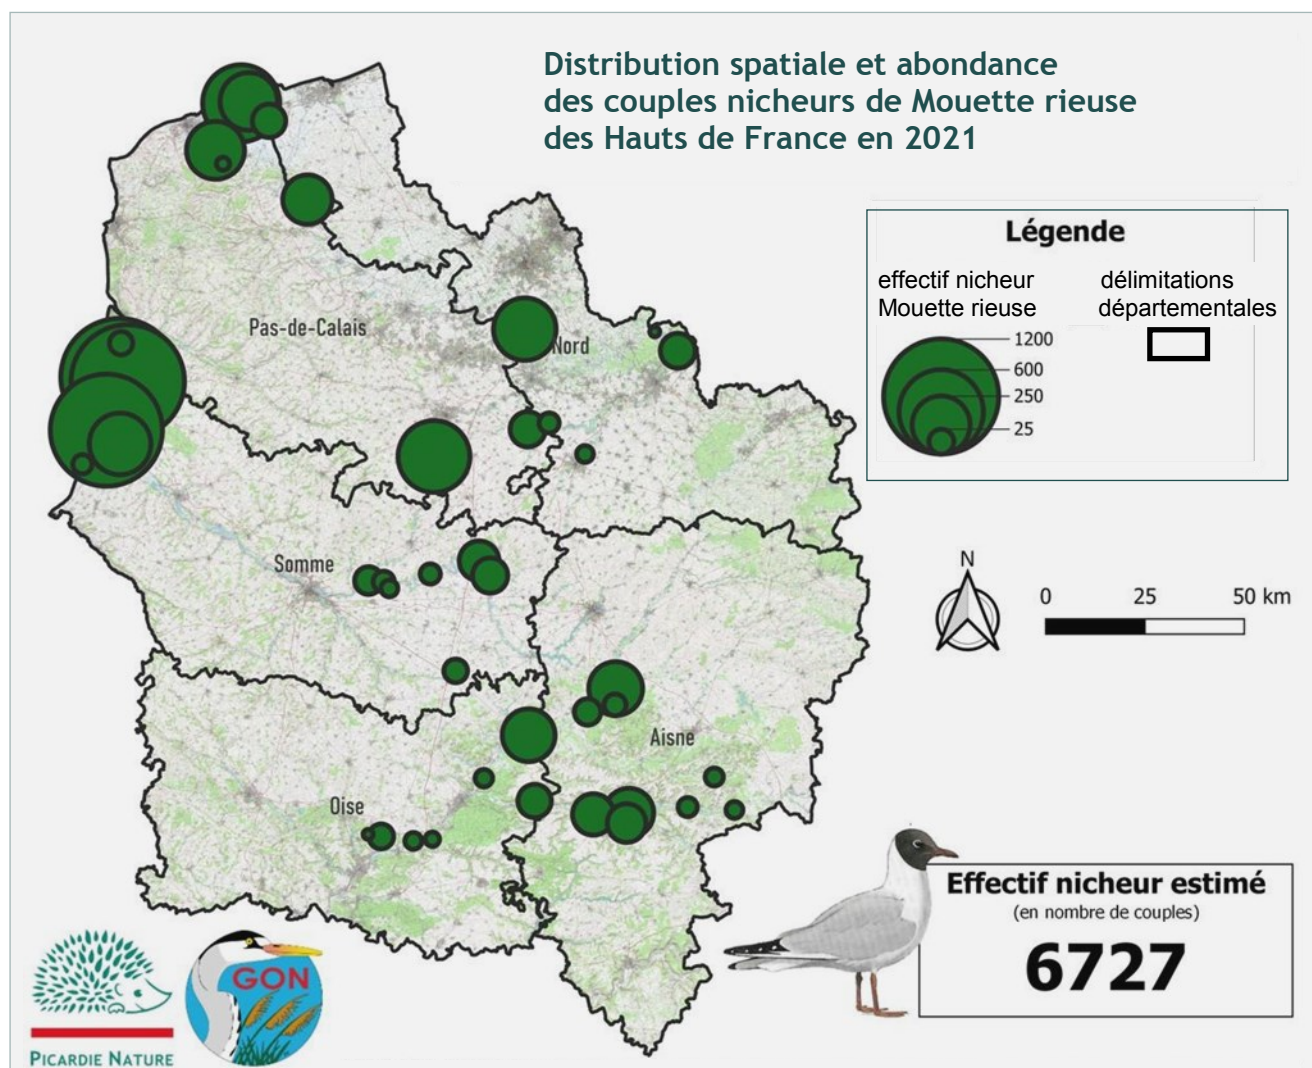 Distribution spatiale et abondance
des couples nicheurs de Mouette rieuse
des Hauts de France en 2021
Légende
effectif nicheur
Mouette rieuse
délimitations
départementales
1200
600
250
25
Pas-de-Calais
Nord
Somme
Aisne
Oise
N
0 25 50 km
Effectif nicheur estimé
(en nombre de couples)
6727
PICARDIE NATURE
GON